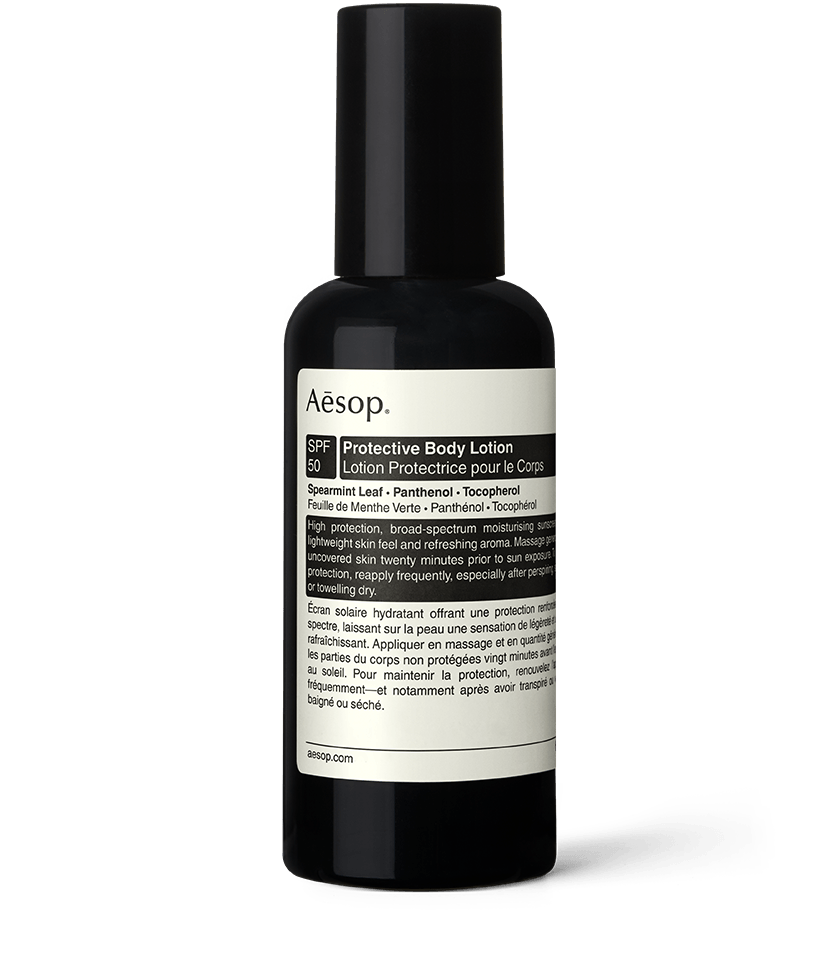 Aēsop®
SPF
50
Protective Body Lotion
Lotion Protectrice pour le Corps
Spearmint Leaf • Panthenol • Tocopherol
Feuille de Menthe Verte • Panthénol • Tocophérol
High protection, broad-spectrum moisturising
lightweight skin feel and refreshing aroma. Massage
uncovered skin twenty minutes prior to sun
protection, reapply frequently, especially after perspiring,
or towelling dry.
Écran solaire hydratant offrant une protection
spectre, laissant sur la peau une sensation de légèreté
rafraîchissant. Appliquer en massage et en quantité
les parties du corps non protégées vingt minutes
au soleil. Pour maintenir la protection, renouvelez
fréquemment—et notamment après avoir transpiré
baigné ou séché.
aesop.com